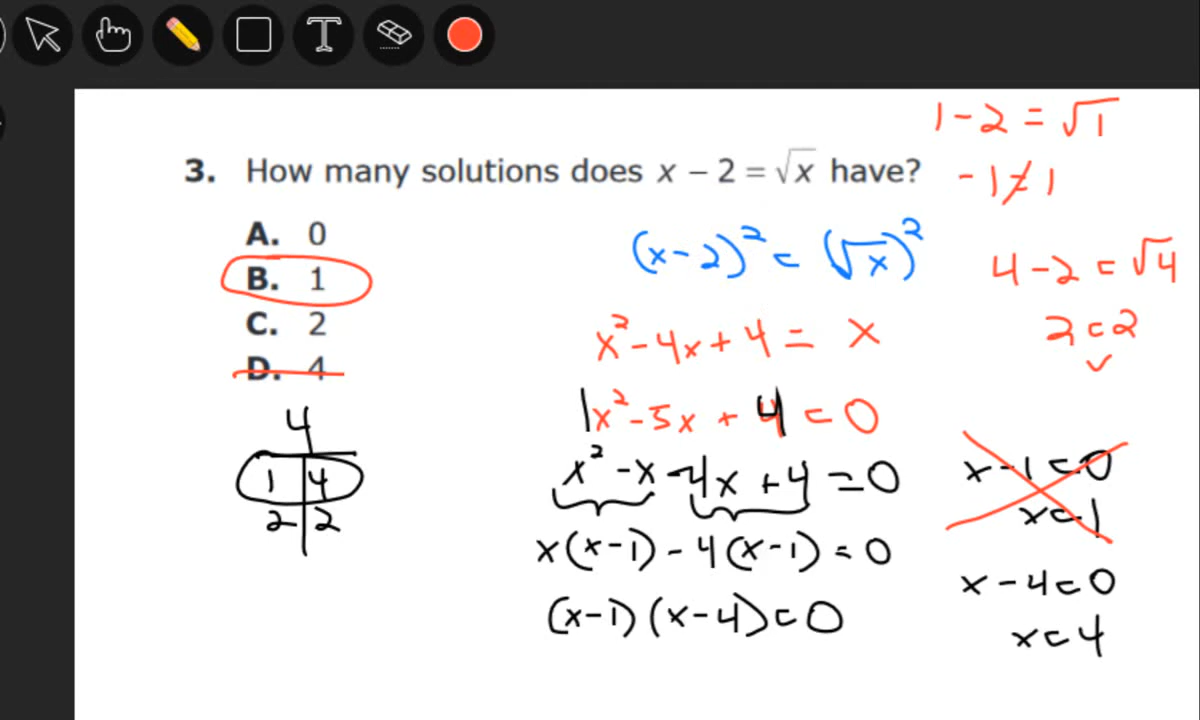 3. How many solutions does x − 2 = √x have?
A. 0
B. 1
C. 2
D. 4
4
1 4
2 2
(x-2)² = (√x)²
x² - 4x + 4 = x
1x² - 5x + 4 = 0
x² - x - 4x + 4 = 0
x(x-1) - 4(x-1) = 0
(x-1)(x-4) = 0
1 - 2 = √1
-1 ≠ 1
4 - 2 = √4
2 = 2
✓
x - 1 = 0
x = 1
x - 4 = 0
x = 4
T